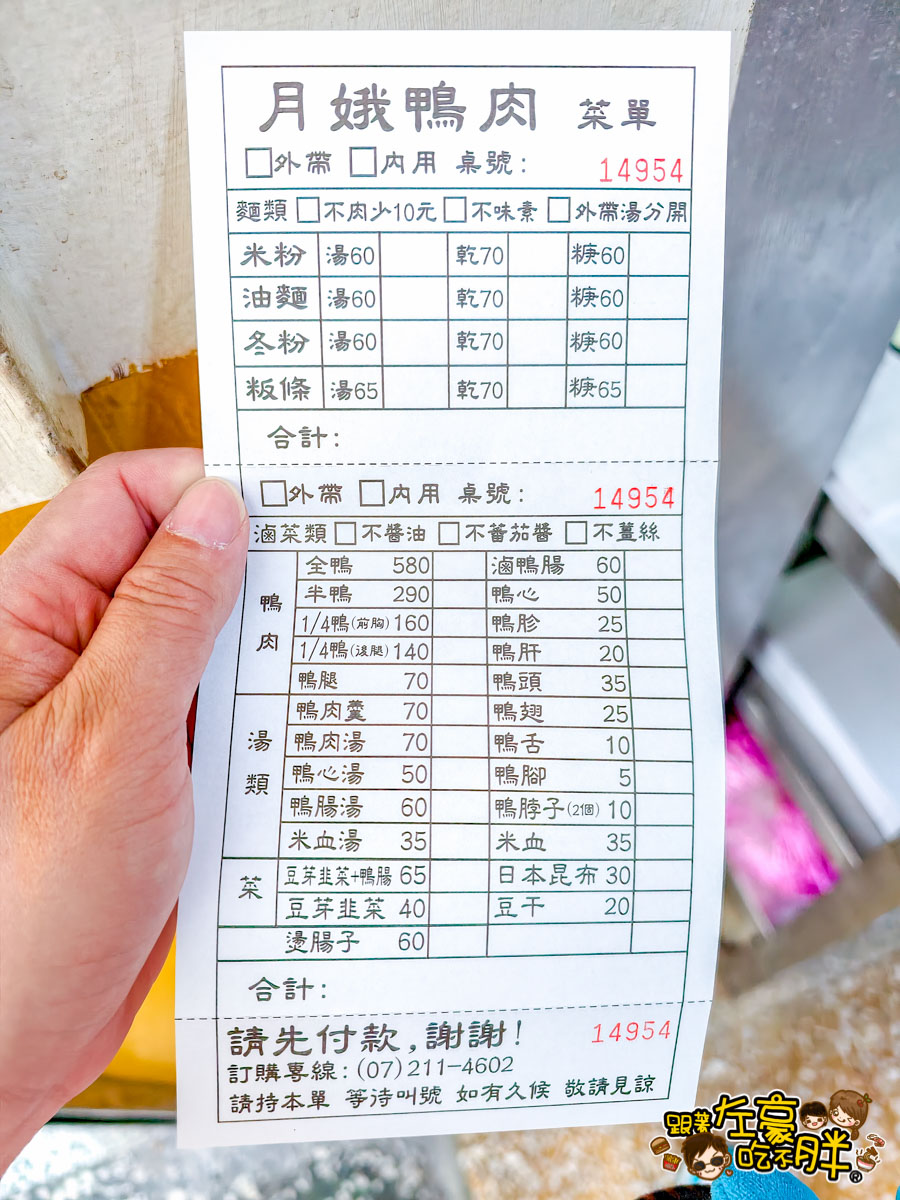 月娥鴨肉 菜單
□外帶 □內用 桌號: 14954
麵類 □不肉少10元 □不味素 □外帶湯分開
米粉 湯60 乾70 糖60
油麵 湯60 乾70 糖60
冬粉 湯60 乾70 糖60
粄條 湯65 乾70 糖65
合計:
□外帶 □內用 桌號: 14954
滷菜類 □不醬油 □不蕃茄醬 □不薑絲
鴨肉
全鴨 580 滷鴨腸 60
半鴨 290 鴨心 50
1/4鴨(前胸) 160 鴨胗 25
1/4鴨(後腿) 140 鴨肝 20
鴨腿 70 鴨頭 35
湯類
鴨肉羹 70 鴨翅 25
鴨肉湯 70 鴨舌 10
鴨心湯 50 鴨腳 5
鴨腸湯 60 鴨脖子(2個) 10
米血湯 35 米血 35
菜
豆芽韭菜+鴨腸 65 日本昆布 30
豆芽韭菜 40 豆干 20
燙腸子 60
合計:
請先付款,謝謝! 14954
訂購專線:(07)211-4602
請持本單 等待叫號 如有久候 敬請見諒
跟著左豪吃不胖®